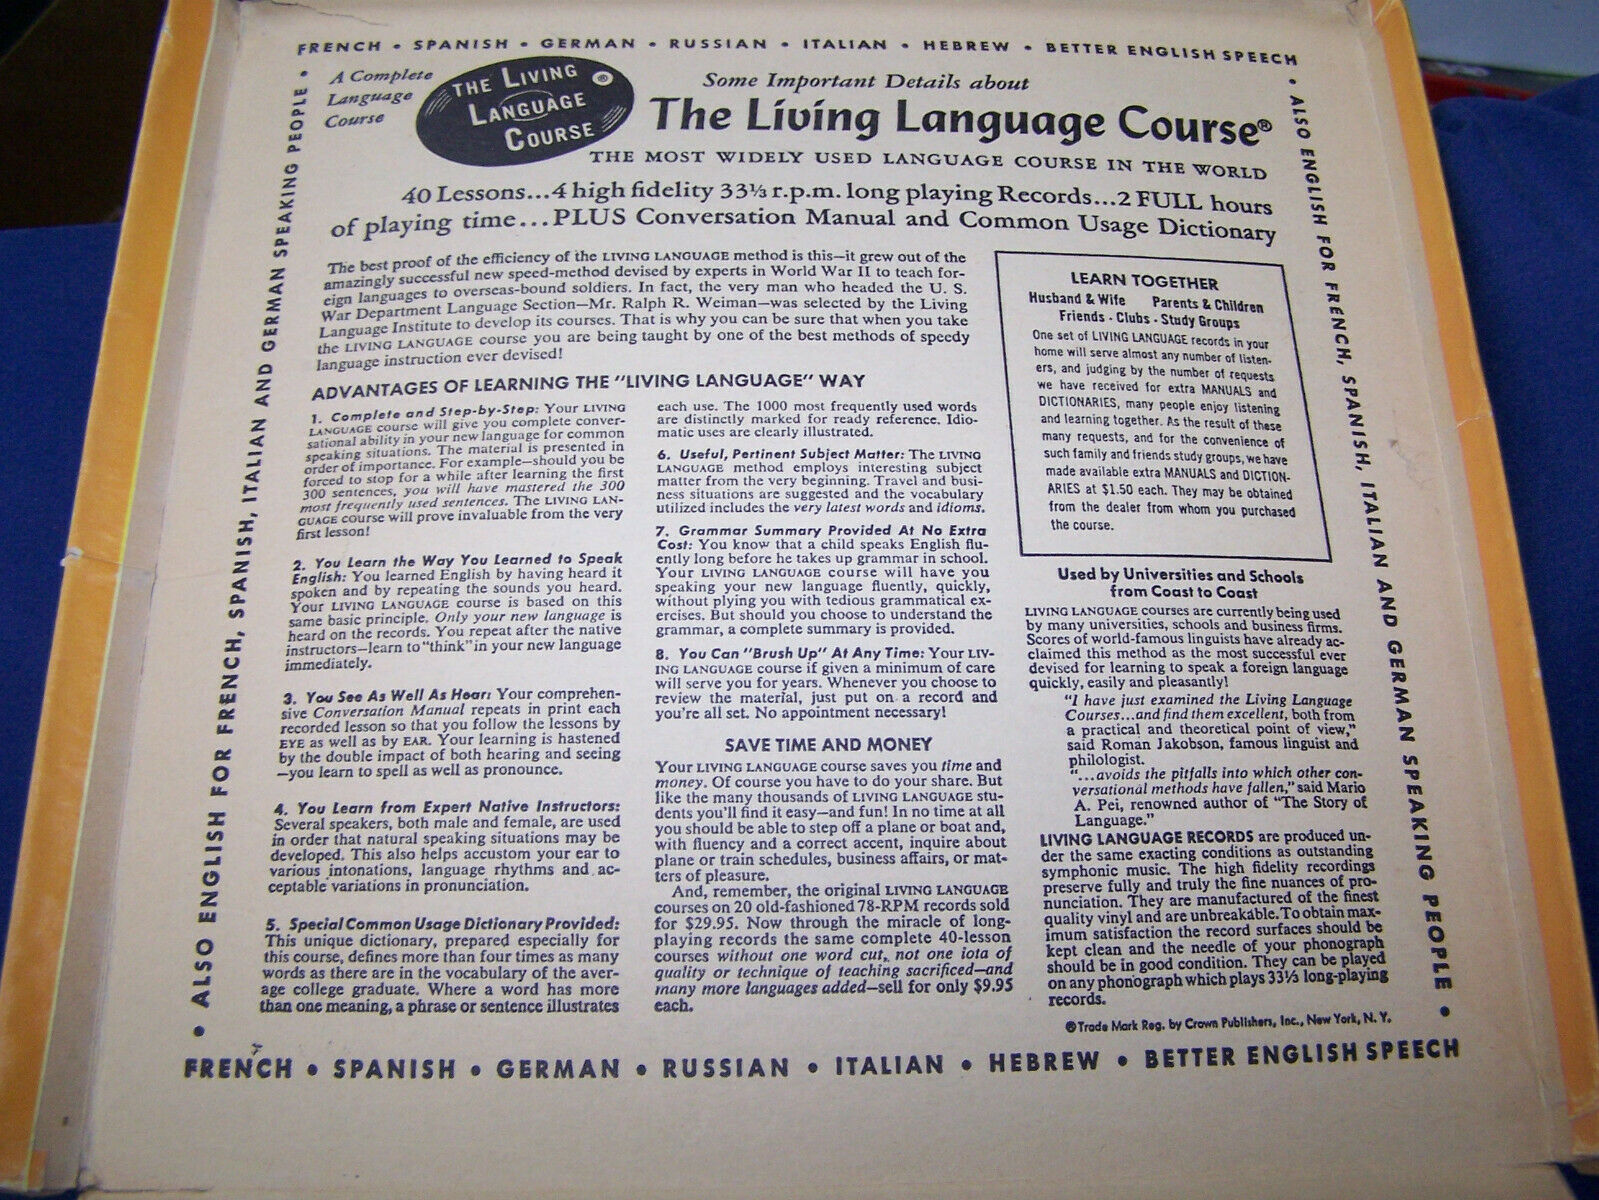 FRENCH • SPANISH • GERMAN • RUSSIAN • ITALIAN • HEBREW • BETTER ENGLISH SPEECH
• ALSO ENGLISH FOR FRENCH, SPANISH, ITALIAN AND GERMAN SPEAKING PEOPLE •
A Complete
Language
Course
THE LIVING ®
LANGUAGE
COURSE
Some Important Details about
The Living Language Course®
THE MOST WIDELY USED LANGUAGE COURSE IN THE WORLD
40 Lessons...4 high fidelity 33⅓ r.p.m. long playing Records...2 FULL hours
of playing time...PLUS Conversation Manual and Common Usage Dictionary
The best proof of the efficiency of the LIVING LANGUAGE method is this—it grew out of the
amazingly successful new speed-method devised by experts in World War II to teach for-
eign languages to overseas-bound soldiers. In fact, the very man who headed the U. S.
War Department Language Section—Mr. Ralph R. Weiman—was selected by the Living
Language Institute to develop its courses. That is why you can be sure that when you take
the LIVING LANGUAGE course you are being taught by one of the best methods of speedy
language instruction ever devised!
ADVANTAGES OF LEARNING THE "LIVING LANGUAGE" WAY
1. Complete and Step-by-Step: Your LIVING
LANGUAGE course will give you complete conver-
sational ability in your new language for common
speaking situations. The material is presented in
order of importance. For example—should you be
forced to stop for a while after learning the first
300 sentences, you will have mastered the 300
most frequently used sentences. The LIVING LAN-
GUAGE course will prove invaluable from the very
first lesson!
2. You Learn the Way You Learned to Speak
English: You learned English by having heard it
spoken and by repeating the sounds you heard.
Your LIVING LANGUAGE course is based on this
same basic principle. Only your new language is
heard on the records. You repeat after the native
instructors—learn to "think" in your new language
immediately.
3. You See As Well As Hear: Your comprehen-
sive Conversation Manual repeats in print each
recorded lesson so that you follow the lessons by
EYE as well as by EAR. Your learning is hastened
by the double impact of both hearing and seeing
—you learn to spell as well as pronounce.
4. You Learn from Expert Native Instructors:
Several speakers, both male and female, are used
in order that natural speaking situations may be
developed. This also helps accustom your ear to
various intonations, language rhythms and ac-
ceptable variations in pronunciation.
5. Special Common Usage Dictionary Provided:
This unique dictionary, prepared especially for
this course, defines more than four times as many
words as there are in the vocabulary of the aver-
age college graduate. Where a word has more
than one meaning, a phrase or sentence illustrates
each use. The 1000 most frequently used words
are distinctly marked for ready reference. Idio-
matic uses are clearly illustrated.
6. Useful, Pertinent Subject Matter: The LIVING
LANGUAGE method employs interesting subject
matter from the very beginning. Travel and busi-
ness situations are suggested and the vocabulary
utilized includes the very latest words and idioms.
7. Grammar Summary Provided At No Extra
Cost: You know that a child speaks English flu-
ently long before he takes up grammar in school.
Your LIVING LANGUAGE course will have you
speaking your new language fluently, quickly,
without plying you with tedious grammatical ex-
ercises. But should you choose to understand the
grammar, a complete summary is provided.
8. You Can "Brush Up" At Any Time: Your LIV-
ING LANGUAGE course if given a minimum of care
will serve you for years. Whenever you choose to
review the material, just put on a record and
you're all set. No appointment necessary!
SAVE TIME AND MONEY
Your LIVING LANGUAGE course saves you time and
money. Of course you have to do your share. But
like the many thousands of LIVING LANGUAGE stu-
dents you'll find it easy—and fun! In no time at all
you should be able to step off a plane or boat and,
with fluency and a correct accent, inquire about
plane or train schedules, business affairs, or mat-
ters of pleasure.
And, remember, the original LIVING LANGUAGE
courses on 20 old-fashioned 78-RPM records sold
for $29.95. Now through the miracle of long-
playing records the same complete 40-lesson
courses without one word cut, not one iota of
quality or technique of teaching sacrificed—and
many more languages added—sell for only $9.95
each.
LEARN TOGETHER
Husband & Wife Parents & Children
Friends - Clubs - Study Groups
One set of LIVING LANGUAGE records in your
home will serve almost any number of listen-
ers, and judging by the number of requests
we have received for extra MANUALS and
DICTIONARIES, many people enjoy listening
and learning together. As the result of these
many requests, and for the convenience of
such family and friends study groups, we have
made available extra MANUALS and DICTION-
ARIES at $1.50 each. They may be obtained
from the dealer from whom you purchased
the course.
Used by Universities and Schools
from Coast to Coast
LIVING LANGUAGE courses are currently being used
by many universities, schools and business firms.
Scores of world-famous linguists have already ac-
claimed this method as the most successful ever
devised for learning to speak a foreign language
quickly, easily and pleasantly!
"I have just examined the Living Language
Courses...and find them excellent, both from
a practical and theoretical point of view,"
said Roman Jakobson, famous linguist and
philologist.
"...avoids the pitfalls into which other con-
versational methods have fallen," said Mario
A. Pei, renowned author of "The Story of
Language."
LIVING LANGUAGE RECORDS are produced un-
der the same exacting conditions as outstanding
symphonic music. The high fidelity recordings
preserve fully and truly the fine nuances of pro-
nunciation. They are manufactured of the finest
quality vinyl and are unbreakable. To obtain max-
imum satisfaction the record surfaces should be
kept clean and the needle of your phonograph
should be in good condition. They can be played
on any phonograph which plays 33⅓ long-playing
records.
®Trade Mark Reg. by Crown Publishers, Inc., New York, N. Y.
• ALSO ENGLISH FOR FRENCH, SPANISH, ITALIAN AND GERMAN SPEAKING PEOPLE •
FRENCH • SPANISH • GERMAN • RUSSIAN • ITALIAN • HEBREW • BETTER ENGLISH SPEECH